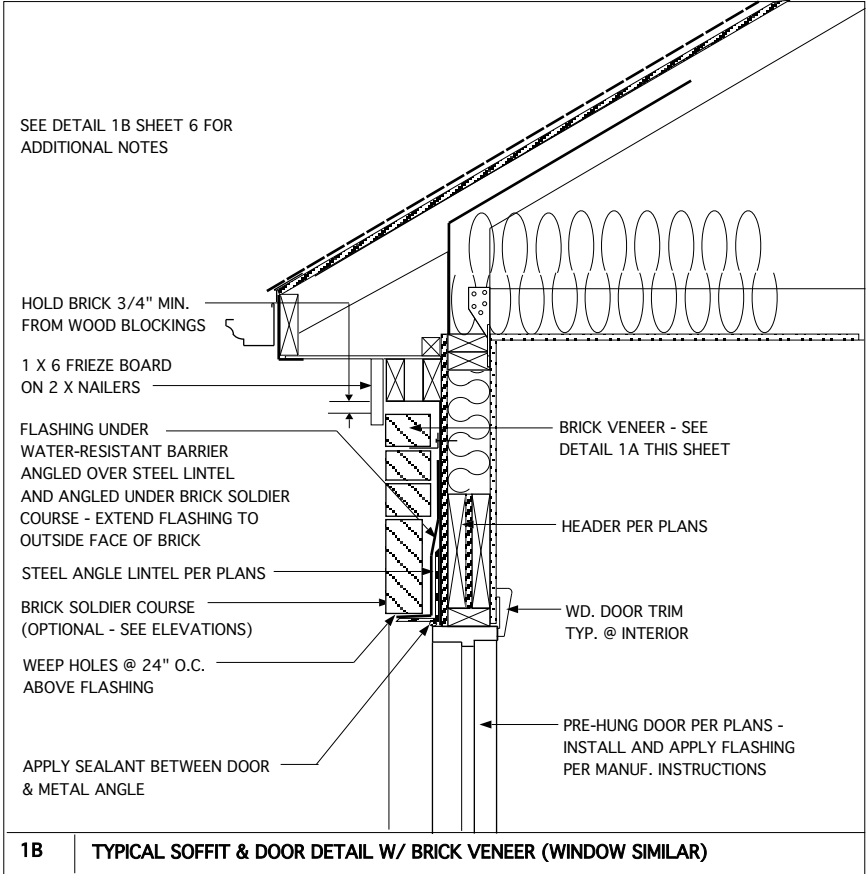 SEE DETAIL 1B SHEET 6 FOR
ADDITIONAL NOTES
HOLD BRICK 3/4" MIN.
FROM WOOD BLOCKINGS
1 X 6 FRIEZE BOARD
ON 2 X NAILERS
FLASHING UNDER
WATER-RESISTANT BARRIER
ANGLED OVER STEEL LINTEL
AND ANGLED UNDER BRICK SOLDIER
COURSE - EXTEND FLASHING TO
OUTSIDE FACE OF BRICK
STEEL ANGLE LINTEL PER PLANS
BRICK SOLDIER COURSE
(OPTIONAL - SEE ELEVATIONS)
WEEP HOLES @ 24" O.C.
ABOVE FLASHING
APPLY SEALANT BETWEEN DOOR
& METAL ANGLE
BRICK VENEER - SEE
DETAIL 1A THIS SHEET
HEADER PER PLANS
WD. DOOR TRIM
TYP. @ INTERIOR
PRE-HUNG DOOR PER PLANS -
INSTALL AND APPLY FLASHING
PER MANUF. INSTRUCTIONS
1B TYPICAL SOFFIT & DOOR DETAIL W/ BRICK VENEER (WINDOW SIMILAR)